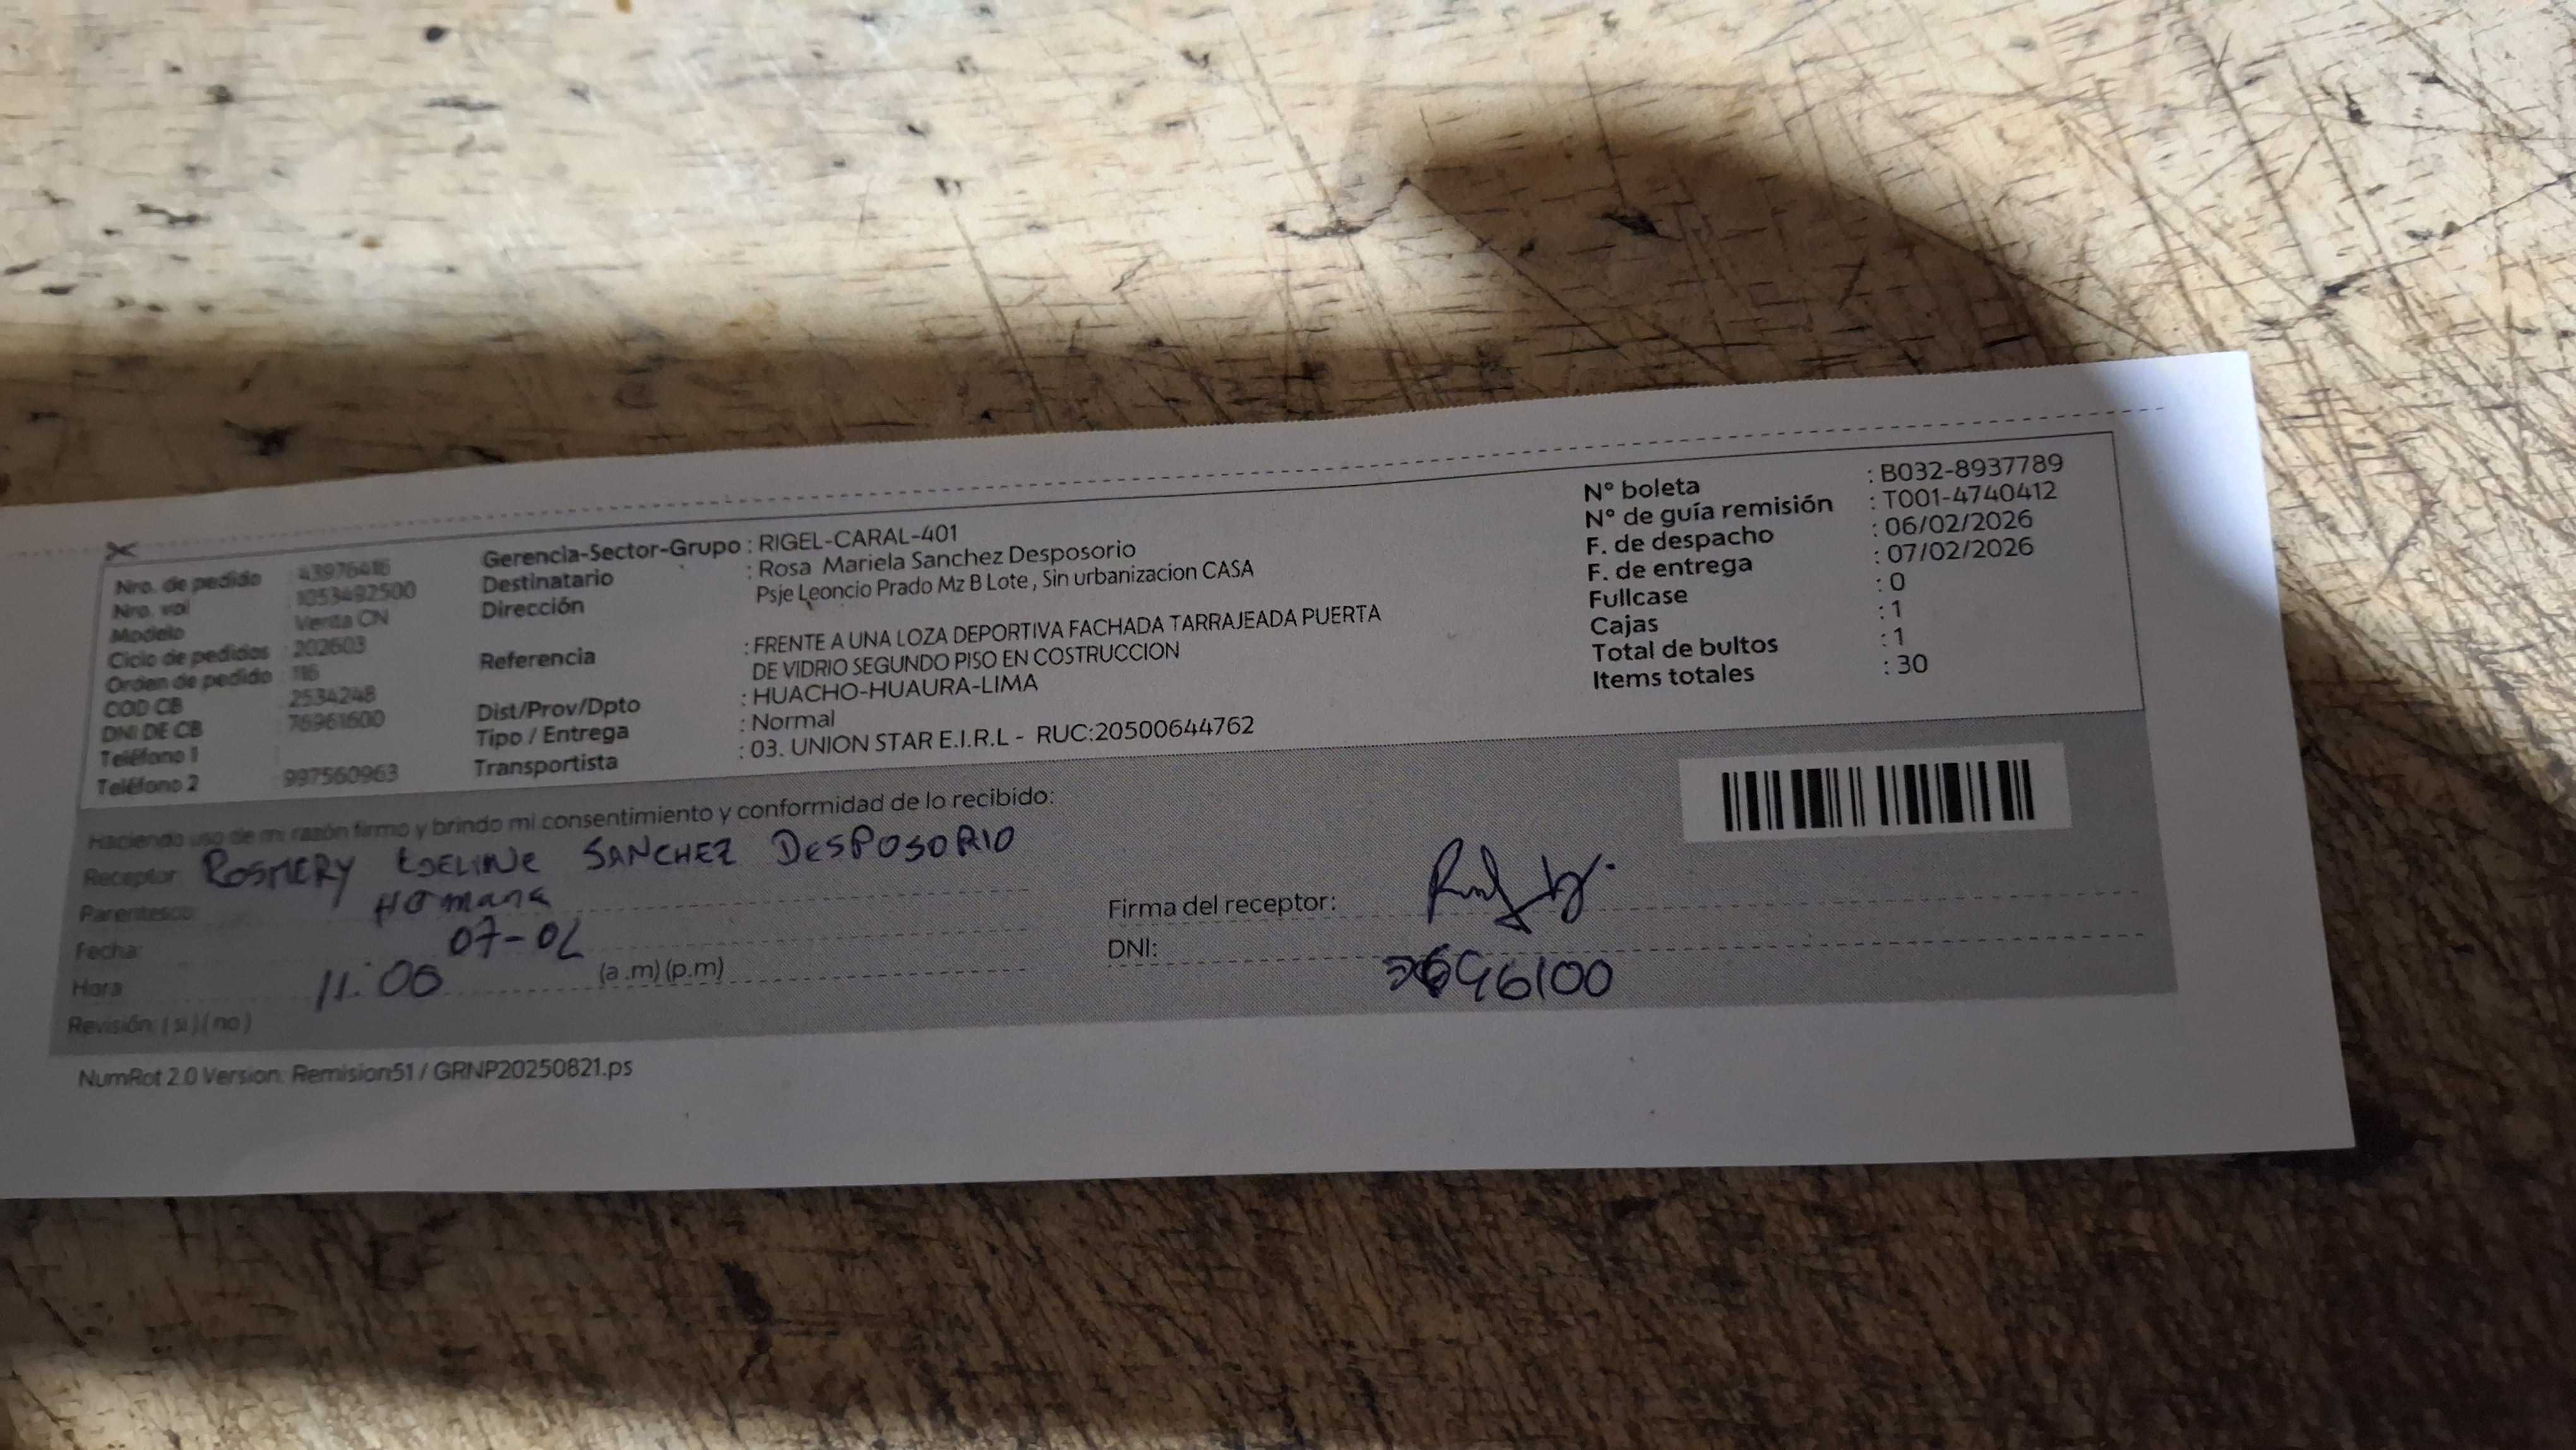 Nro. de pedido : 43976416
Nro. val : 1053492500
Modelo Venta CN
Ciclo de pedidos : 202603
Orden de pedido : 116
COD CB 2534248
DNI DE CB 76961600
Teléfono 1
Teléfono 2 997560963
Gerencia-Sector-Grupo : RIGEL-CARAL-401
Destinatario : Rosa Mariela Sanchez Desposorio
Dirección Psje Leoncio Prado Mz B Lote , Sin urbanizacion CASA
Referencia : FRENTE A UNA LOZA DEPORTIVA FACHADA TARRAJEADA PUERTA
DE VIDRIO SEGUNDO PISO EN COSTRUCCION
Dist/Prov/Dpto : HUACHO-HUAURA-LIMA
Tipo / Entrega : Normal
Transportista : 03. UNION STAR E.I.R.L - RUC:20500644762
N° boleta : B032-8937789
N° de guía remisión : T001-4740412
F. de despacho : 06/02/2026
F. de entrega : 07/02/2026
Fullcase : 0
Cajas : 1
Total de bultos : 1
Items totales : 30
Haciendo uso de mi razón firmo y brindo mi consentimiento y conformidad de lo recibido:
Receptor: ROSMERY SANCHEZ DESPOSORIO
Parentesco
Fecha: 07-02
Hora 11:00 (a .m) (p.m)
Revisión: ( si ) ( no )
Firma del receptor:
DNI: 696100
NumRot 2.0 Version: Remision51 / GRNP20250821.ps